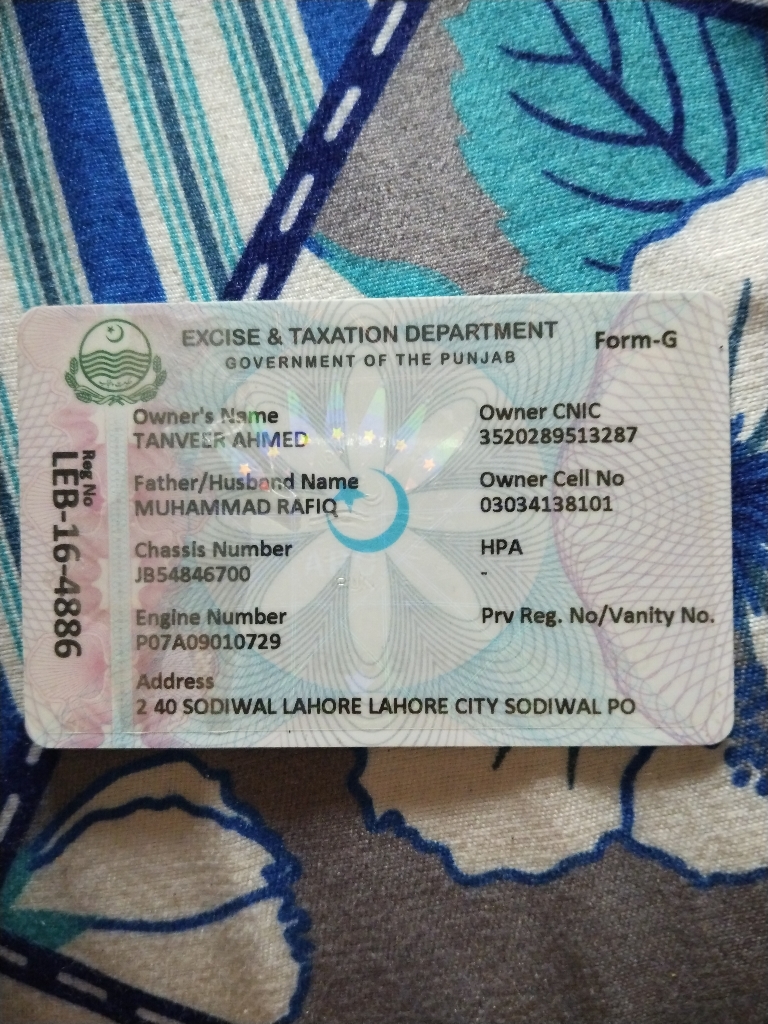 EXCISE & TAXATION DEPARTMENT
GOVERNMENT OF THE PUNJAB
Form-G
Reg No
LEB-16-4886
Owner's Name
TANVEER AHMED
Owner CNIC
3520289513287
Father/Husband Name
MUHAMMAD RAFIQ
Owner Cell No
03034138101
Chassis Number
JB54846700
HPA
-
Engine Number
P07A09010729
Prv Reg. No/Vanity No.
Address
2 40 SODIWAL LAHORE LAHORE CITY SODIWAL PO